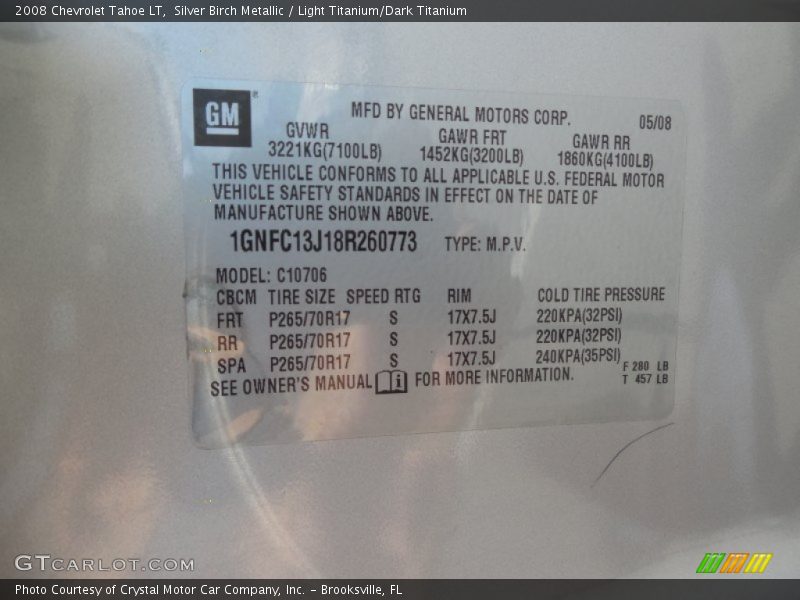 2008 Chevrolet Tahoe LT, Silver Birch Metallic / Light Titanium/Dark Titanium
GM ®
MFD BY GENERAL MOTORS CORP. 05/08
GVWR GAWR FRT GAWR RR
3221KG(7100LB) 1452KG(3200LB) 1860KG(4100LB)
THIS VEHICLE CONFORMS TO ALL APPLICABLE U.S. FEDERAL MOTOR
VEHICLE SAFETY STANDARDS IN EFFECT ON THE DATE OF
MANUFACTURE SHOWN ABOVE.
1GNFC13J18R260773 TYPE: M.P.V.
MODEL: C10706
CBCM TIRE SIZE SPEED RTG RIM COLD TIRE PRESSURE
FRT P265/70R17 S 17X7.5J 220KPA(32PSI)
RR P265/70R17 S 17X7.5J 220KPA(32PSI)
SPA P265/70R17 S 17X7.5J 240KPA(35PSI)
F 280 LB
SEE OWNER'S MANUAL i FOR MORE INFORMATION. T 457 LB
GTCARLOT.COM
Photo Courtesy of Crystal Motor Car Company, Inc. – Brooksville, FL